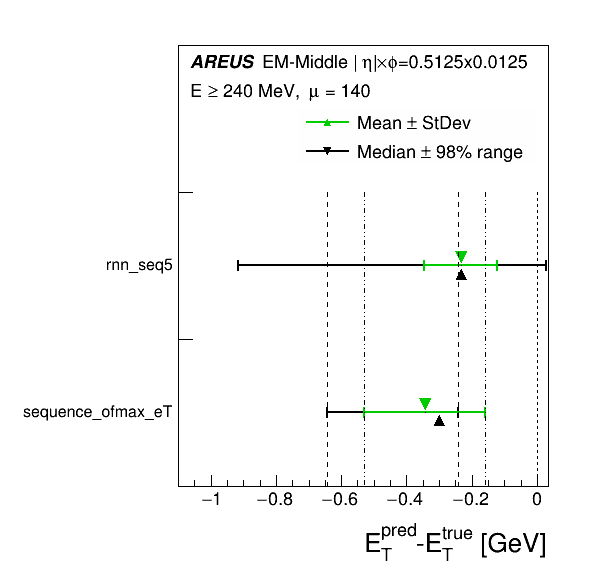 AREUS EM-Middle |η|×ϕ=0.5125x0.0125
E ≥ 240 MeV, μ = 140
Mean ± StDev
Median ± 98% range
rnn_seq5
sequence_ofmax_eT
−1 −0.8 −0.6 −0.4 −0.2 0
E_T^pred-E_T^true [GeV]